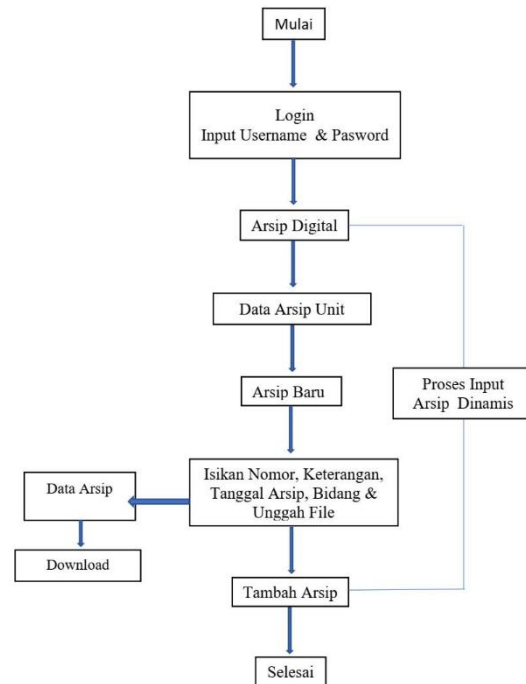 Mulai
Login
Input Username & Pasword
Arsip Digital
Data Arsip Unit
Arsip Baru
Proses Input
Arsip Dinamis
Isikan Nomor, Keterangan,
Tanggal Arsip, Bidang &
Unggah File
Data Arsip
Download
Tambah Arsip
Selesai